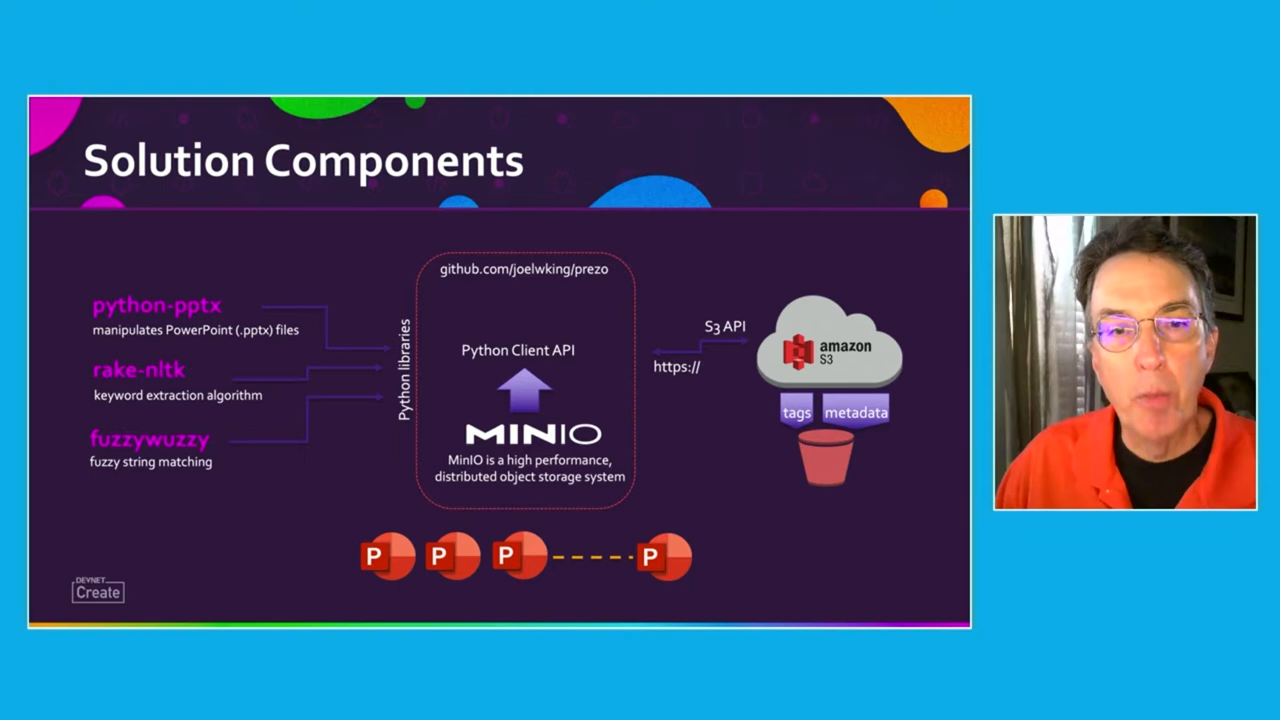 Solution Components
python-pptx
manipulates PowerPoint (.pptx) files
rake-nltk
keyword extraction algorithm
fuzzywuzzy
fuzzy string matching
Python libraries
github.com/joelwking/prezo
Python Client API
MINIO
MinIO is a high performance,
distributed object storage system
S3 API
https://
amazon
S3
tags
metadata
P
P
P
P
DEVNET
Create